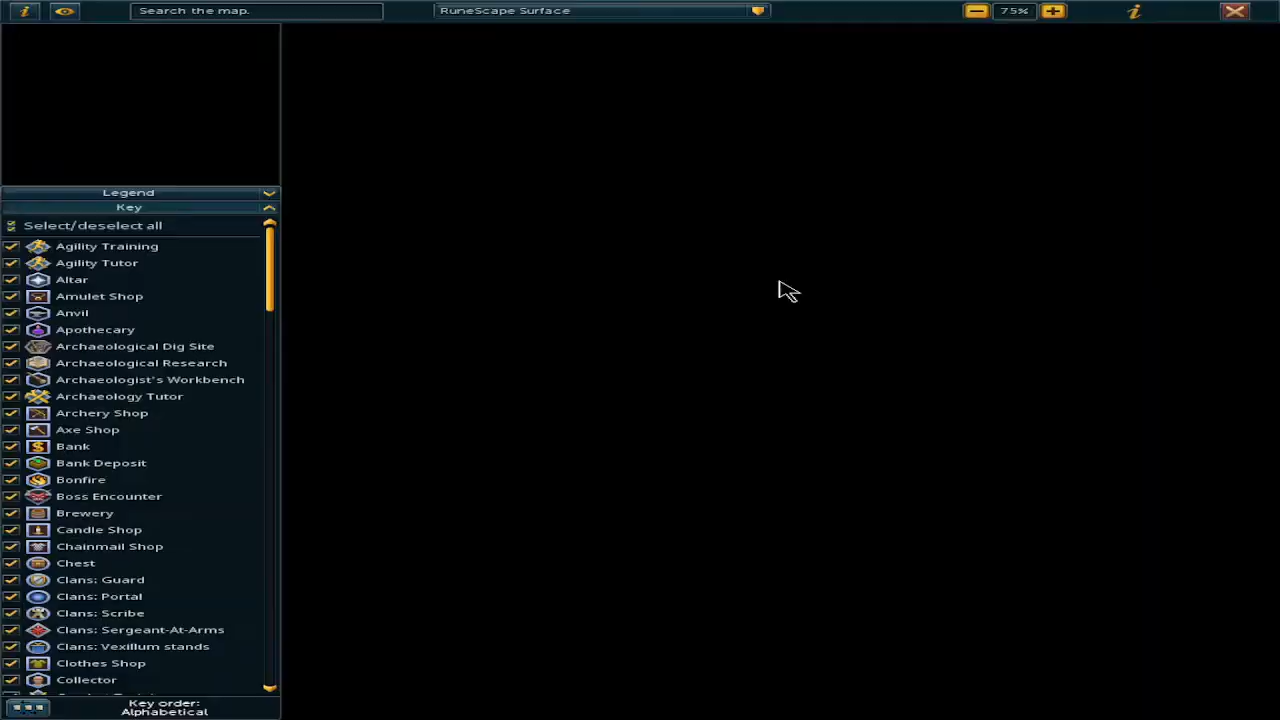 Search the map.
RuneScape Surface
75%
Legend
Key
Select/deselect all
Agility Training
Agility Tutor
Altar
Amulet Shop
Anvil
Apothecary
Archaeological Dig Site
Archaeological Research
Archaeologist's Workbench
Archaeology Tutor
Archery Shop
Axe Shop
Bank
Bank Deposit
Bonfire
Boss Encounter
Brewery
Candle Shop
Chainmail Shop
Chest
Clans: Guard
Clans: Portal
Clans: Scribe
Clans: Sergeant-At-Arms
Clans: Vexillum stands
Clothes Shop
Collector
Key order:
Alphabetical